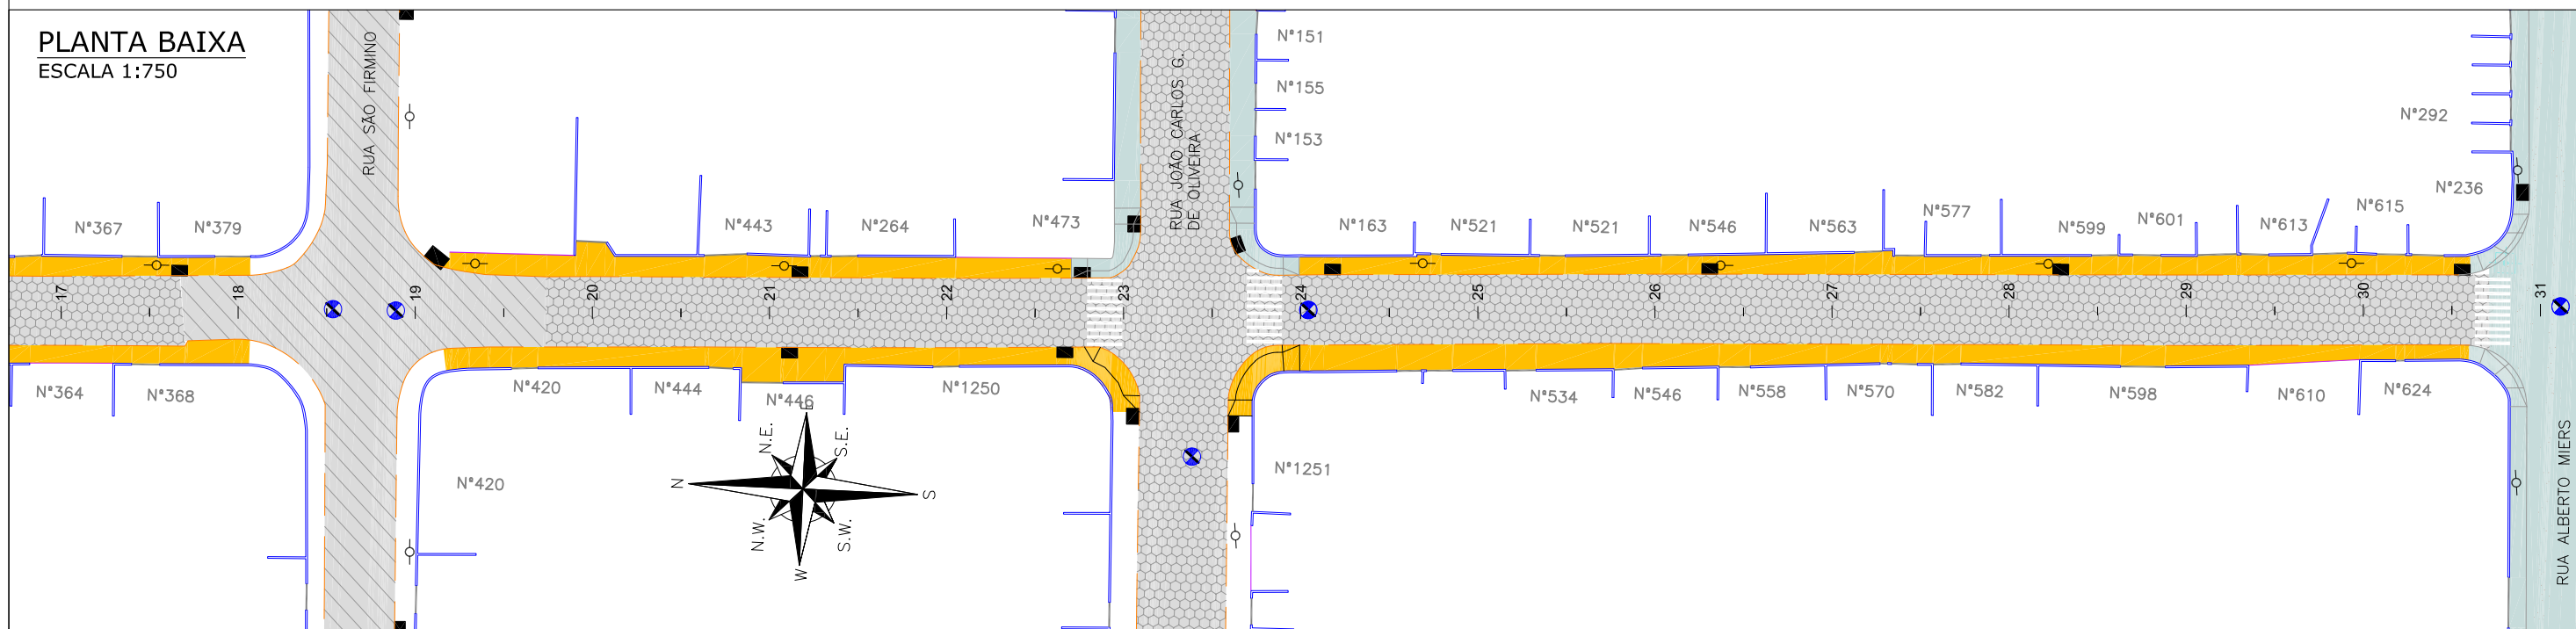 PLANTA BAIXA
ESCALA 1:750
RUA SÃO FIRMINO
RUA JOÃO CARLOS G.
DE OLIVEIRA
N°151
N°155
N°153
N°292
N°236
N°367
N°379
N°443
N°264
N°473
N°163
N°521
N°521
N°546
N°563
N°577
N°599
N°601
N°613
N°615
17
18
19
20
21
22
23
24
25
26
27
28
29
30
31
N°364
N°368
N°420
N°444
N°446
N°1250
N°534
N°546
N°558
N°570
N°582
N°598
N°610
N°624
N°420
N°1251
E
N.E.
S.E.
N
S
N.W.
S.W.
W
RUA ALBERTO MIERS